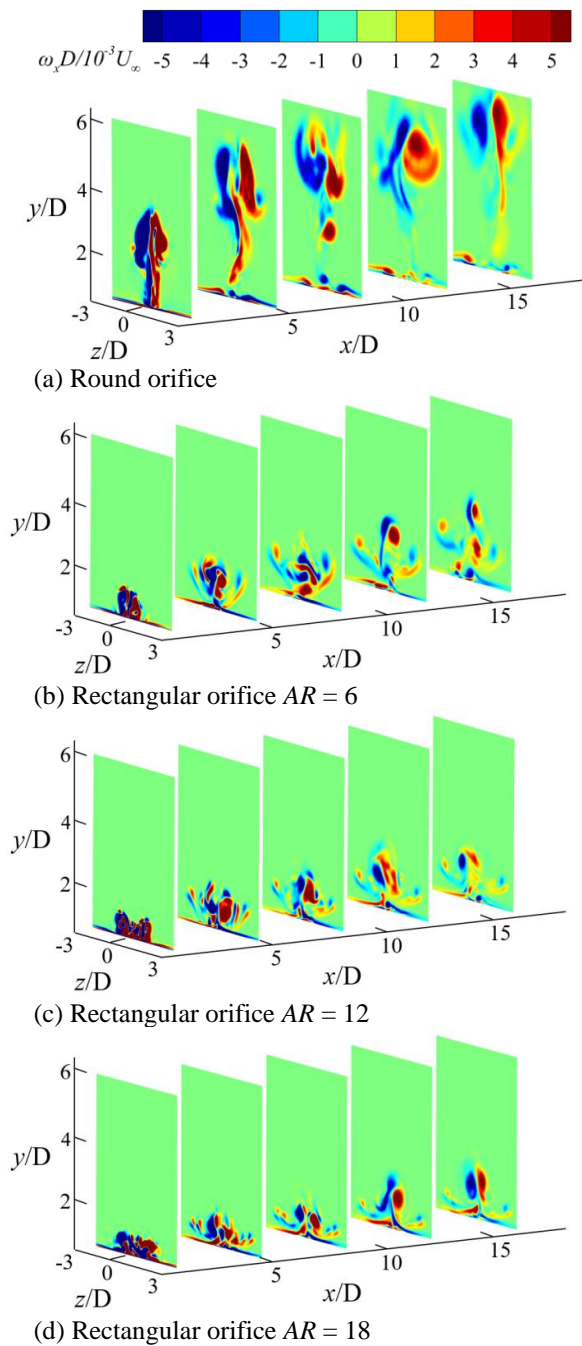 ωₓD/10⁻³U∞ -5 -4 -3 -2 -1 0 1 2 3 4 5
6
y/D
4
2
-3
0
z/D
3
5
10
15
x/D
(a) Round orifice
6
y/D
4
2
-3
0
z/D
3
5
10
15
x/D
(b) Rectangular orifice AR = 6
6
y/D
4
2
-3
0
z/D
3
5
10
15
x/D
(c) Rectangular orifice AR = 12
6
y/D
4
2
-3
0
z/D
3
5
10
15
x/D
(d) Rectangular orifice AR = 18